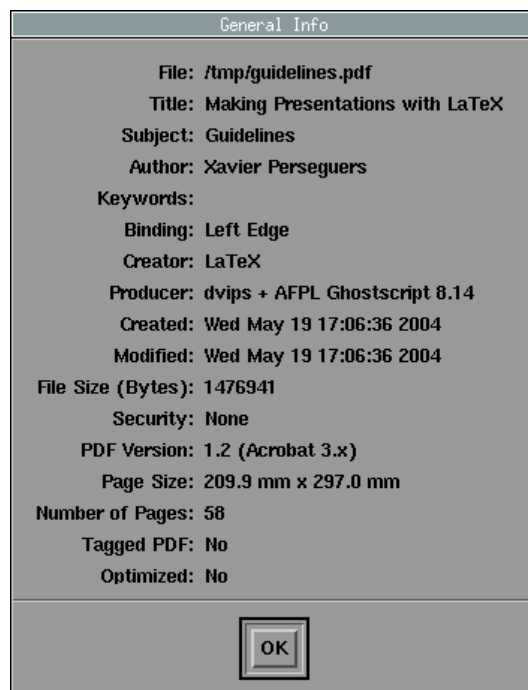 General Info
File: /tmp/guidelines.pdf
Title: Making Presentations with LaTeX
Subject: Guidelines
Author: Xavier Perseguers
Keywords:
Binding: Left Edge
Creator: LaTeX
Producer: dvips + AFPL Ghostscript 8.14
Created: Wed May 19 17:06:36 2004
Modified: Wed May 19 17:06:36 2004
File Size (Bytes): 1476941
Security: None
PDF Version: 1.2 (Acrobat 3.x)
Page Size: 209.9 mm x 297.0 mm
Number of Pages: 58
Tagged PDF: No
Optimized: No
OK